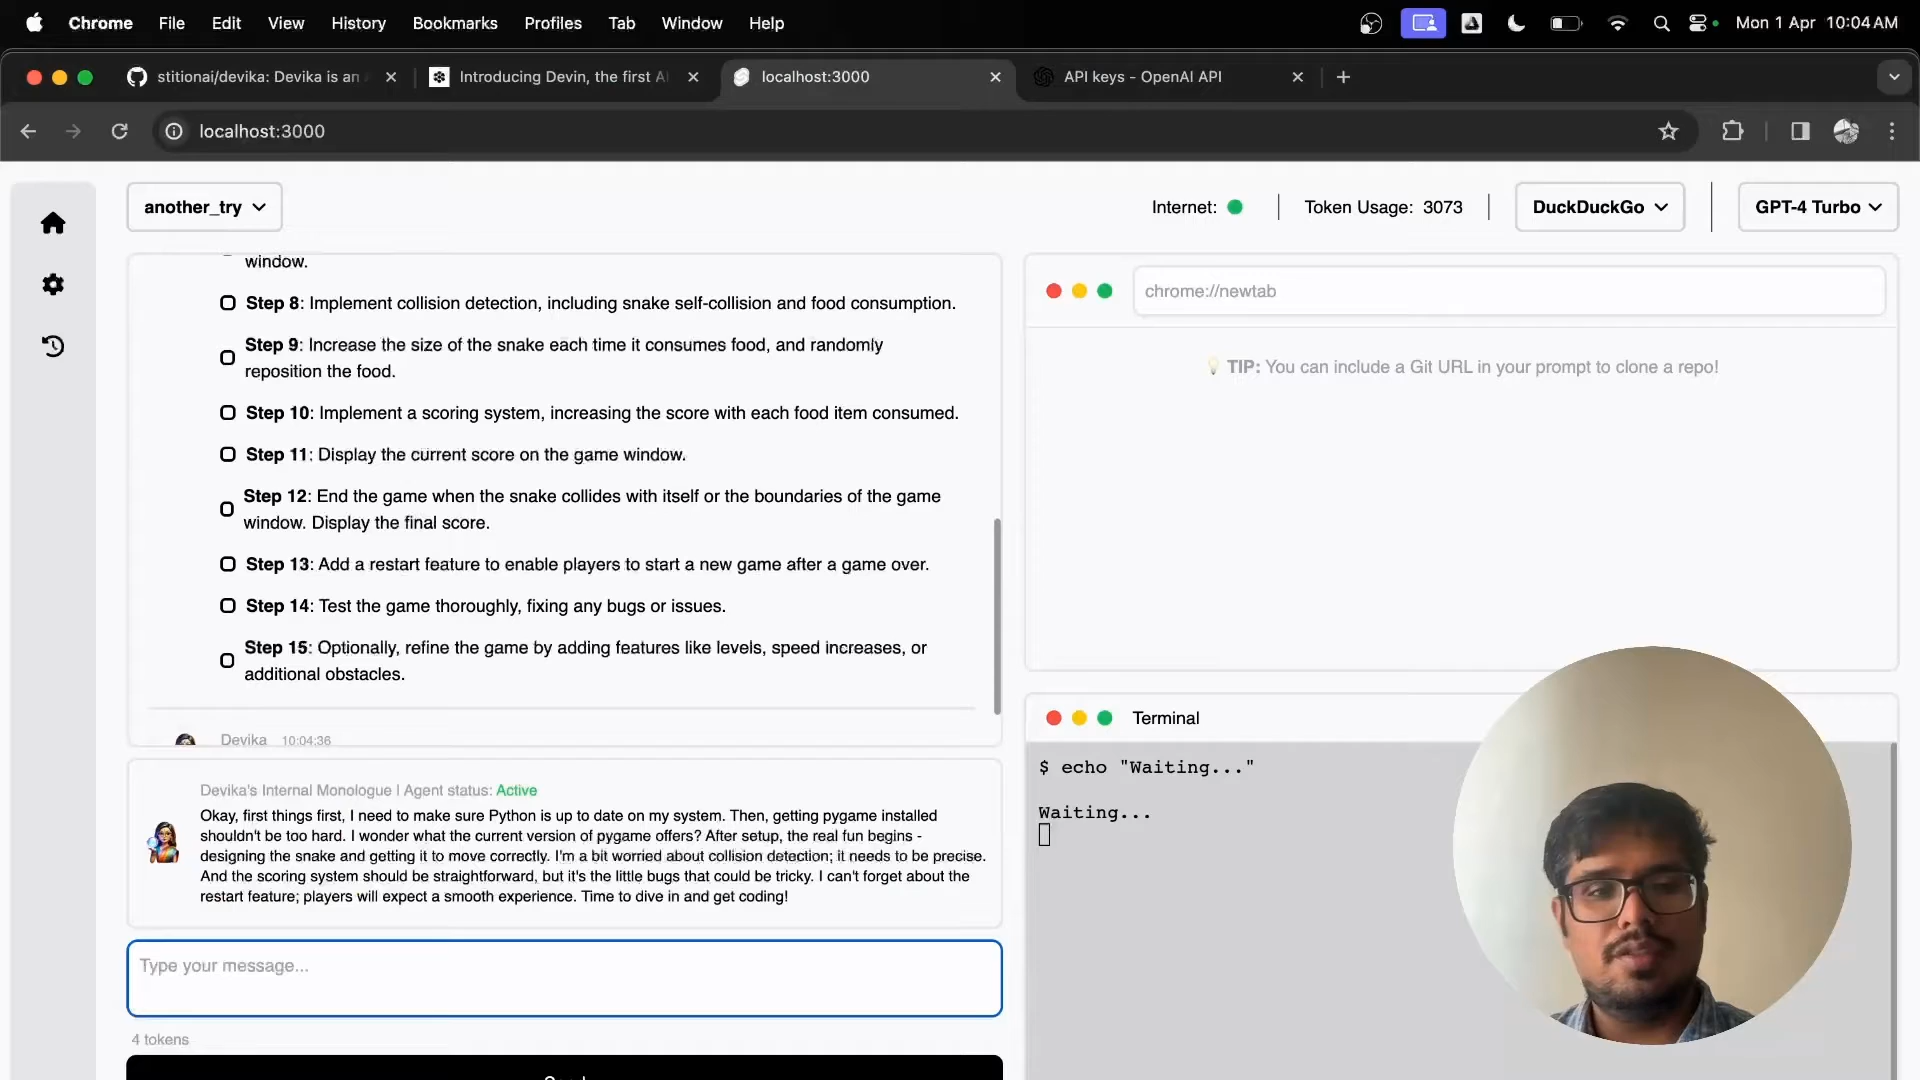 Chrome File Edit View History Bookmarks Profiles Tab Window Help Mon 1 Apr 10:04 AM
stitionai/devika: Devika is an Introducing Devin, the first localhost:3000 API keys - OpenAI API
localhost:3000
another_try Internet: Token Usage: 3073 DuckDuckGo GPT-4 Turbo
window.
Step 8: Implement collision detection, including snake self-collision and food consumption.
Step 9: Increase the size of the snake each time it consumes food, and randomly
reposition the food.
Step 10: Implement a scoring system, increasing the score with each food item consumed.
Step 11: Display the current score on the game window.
Step 12: End the game when the snake collides with itself or the boundaries of the game
window. Display the final score.
Step 13: Add a restart feature to enable players to start a new game after a game over.
Step 14: Test the game thoroughly, fixing any bugs or issues.
Step 15: Optionally, refine the game by adding features like levels, speed increases, or
additional obstacles.
Devika 10:04:36
Devika's Internal Monologue | Agent status: Active
Okay, first things first, I need to make sure Python is up to date on my system. Then, getting pygame installed
shouldn't be too hard. I wonder what the current version of pygame offers? After setup, the real fun begins -
designing the snake and getting it to move correctly. I'm a bit worried about collision detection; it needs to be precise.
And the scoring system should be straightforward, but it's the little bugs that could be tricky. I can't forget about the
restart feature; players will expect a smooth experience. Time to dive in and get coding!
Type your message...
4 tokens
chrome://newtab
TIP: You can include a Git URL in your prompt to clone a repo!
Terminal
$ echo "Waiting..."
Waiting...